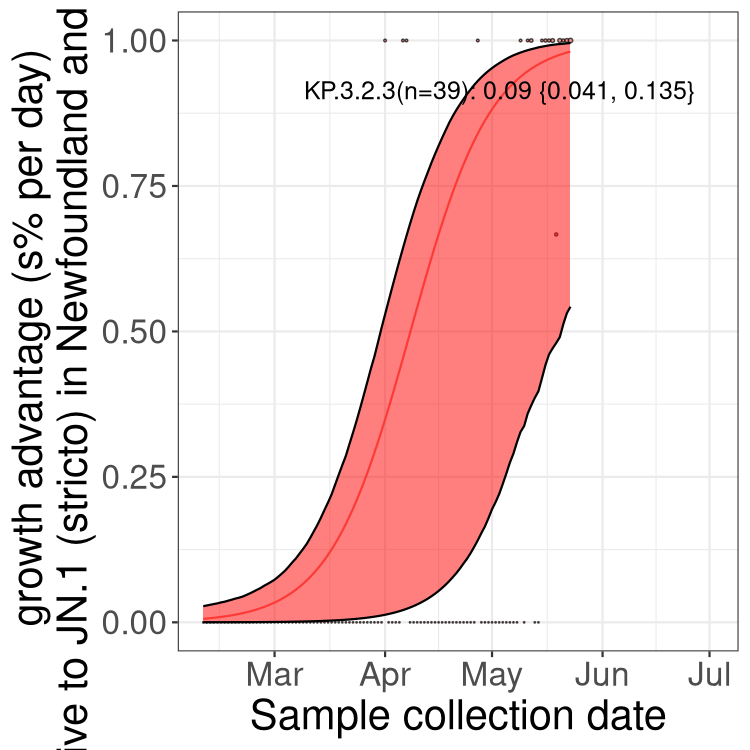 growth advantage (s% per day)
ive to JN.1 (stricto) in Newfoundland and
1.00
0.75
0.50
0.25
0.00
KP.3.2.3(n=39): 0.09 {0.041, 0.135}
Mar Apr May Jun Jul
Sample collection date